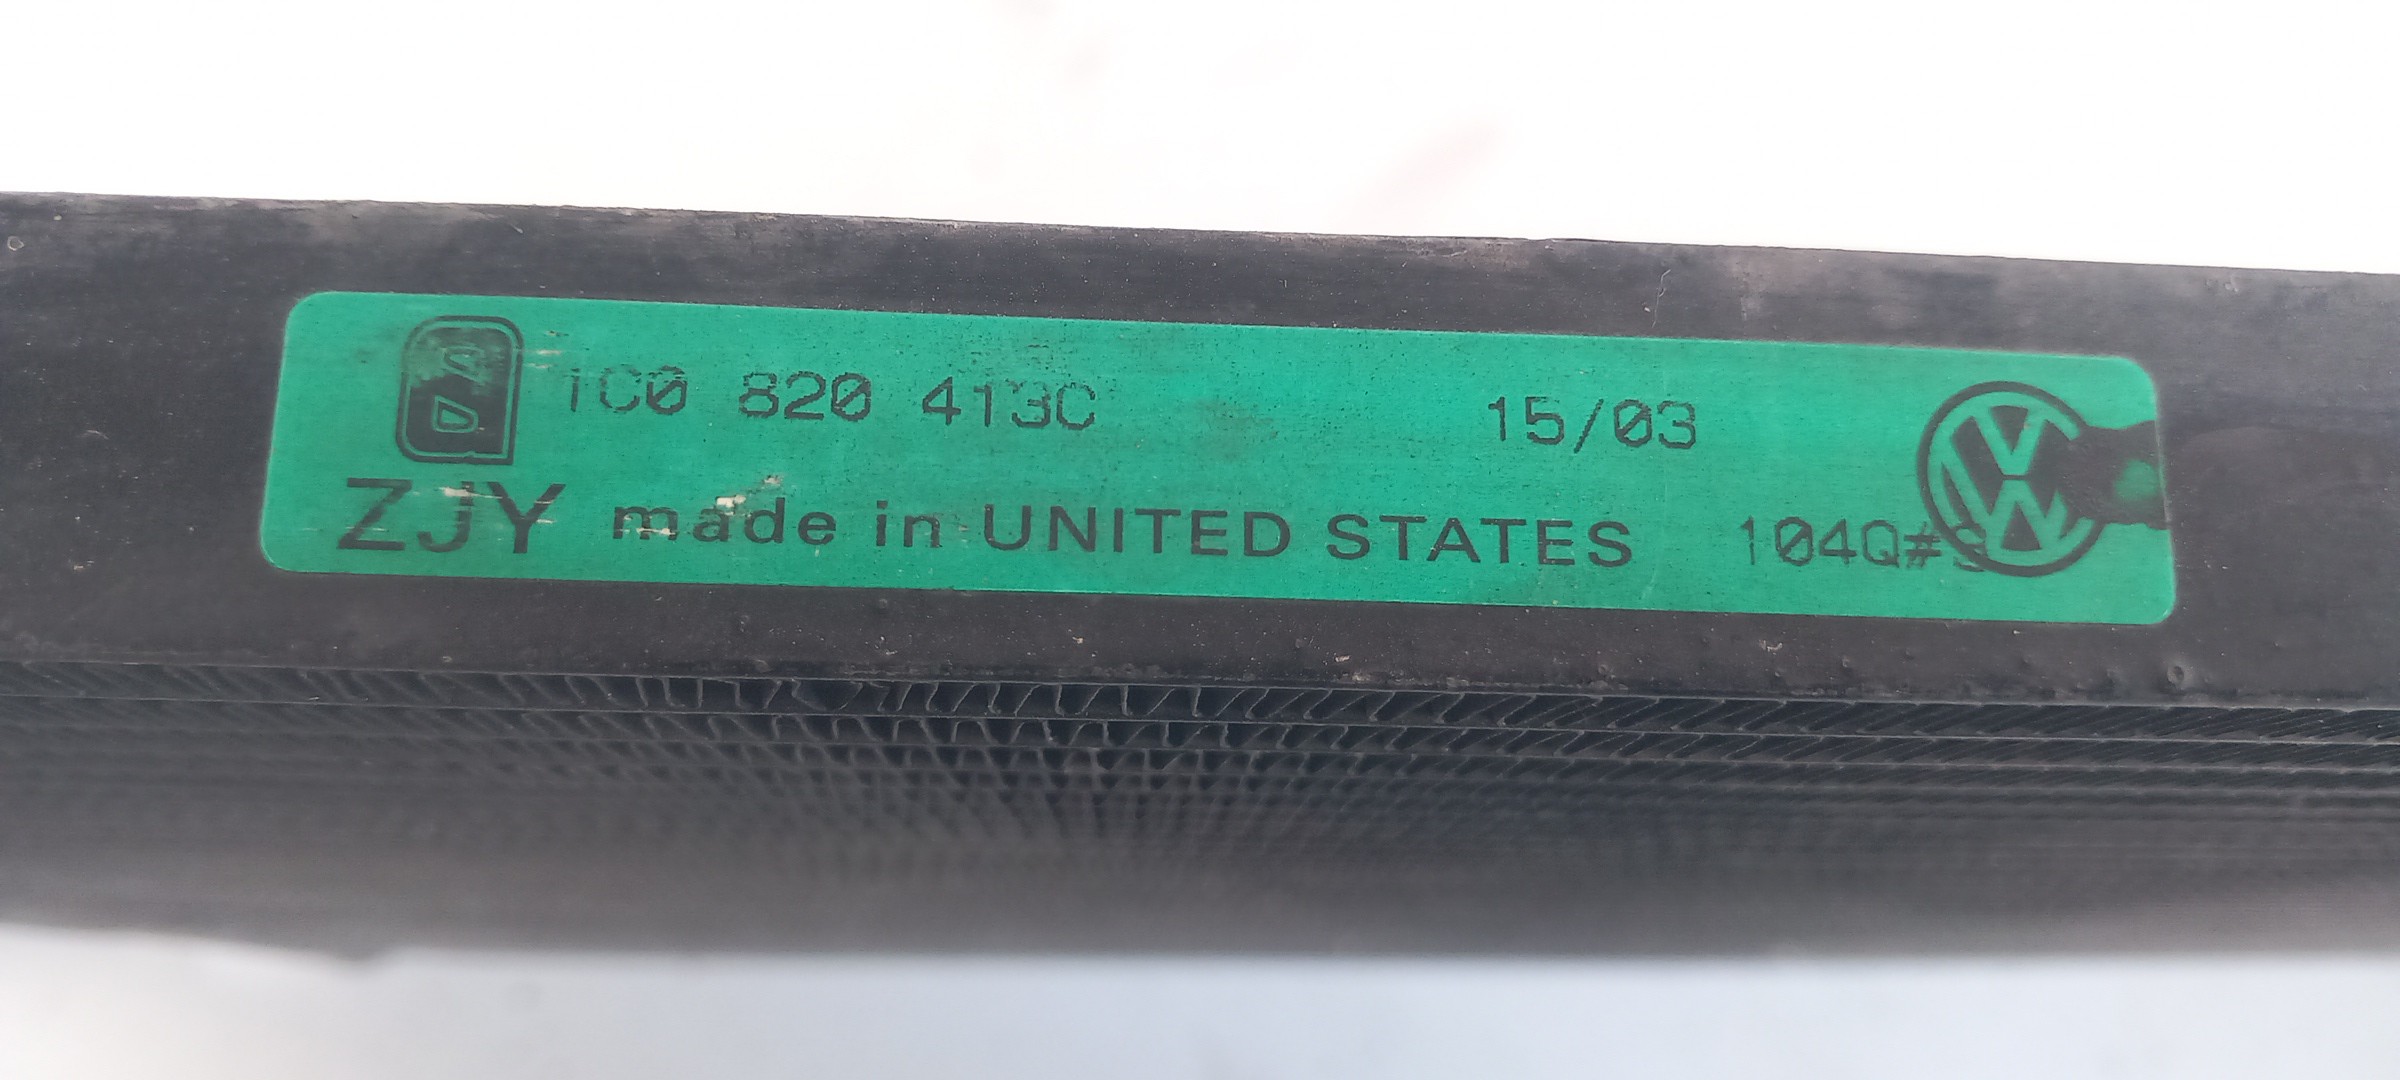 1C0 820 413C 15/03
ZJY made in UNITED STATES 104Q#